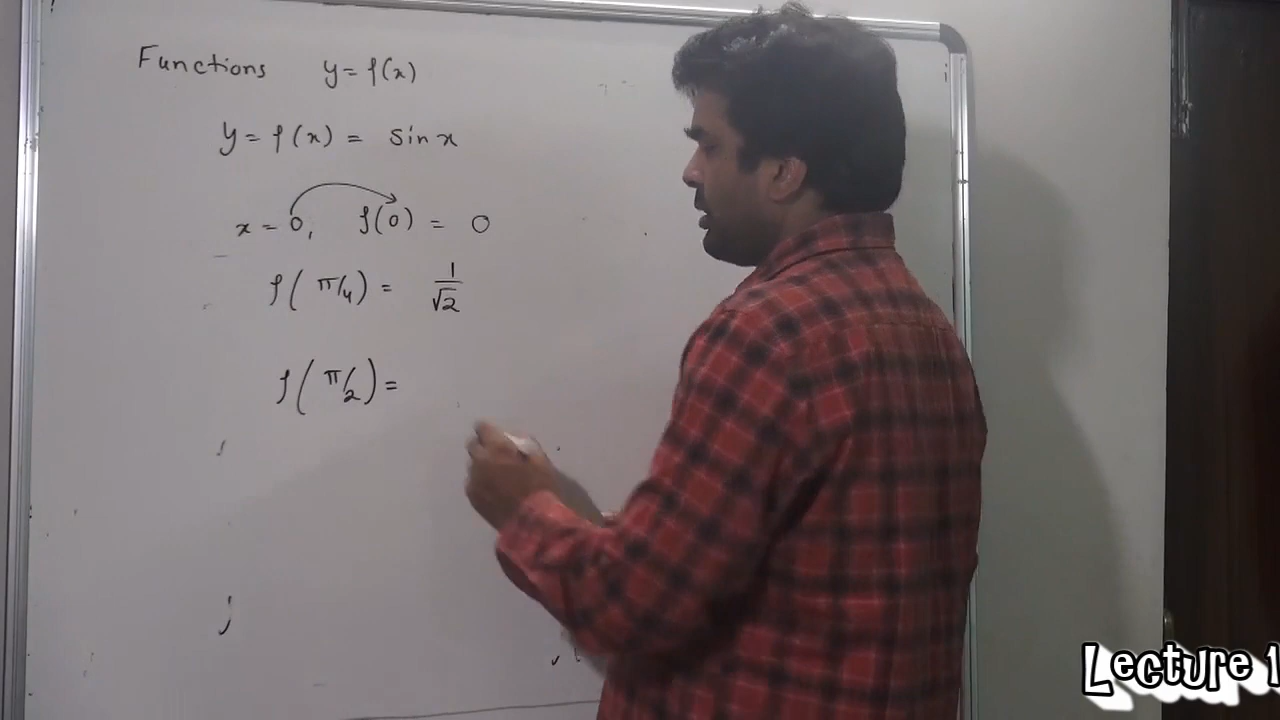 Functions y = f(x)
y = f(x) = sin x
x = 0, f(0) = 0
f(π/4) = 1/√2
f(π/2) =
Lecture 1